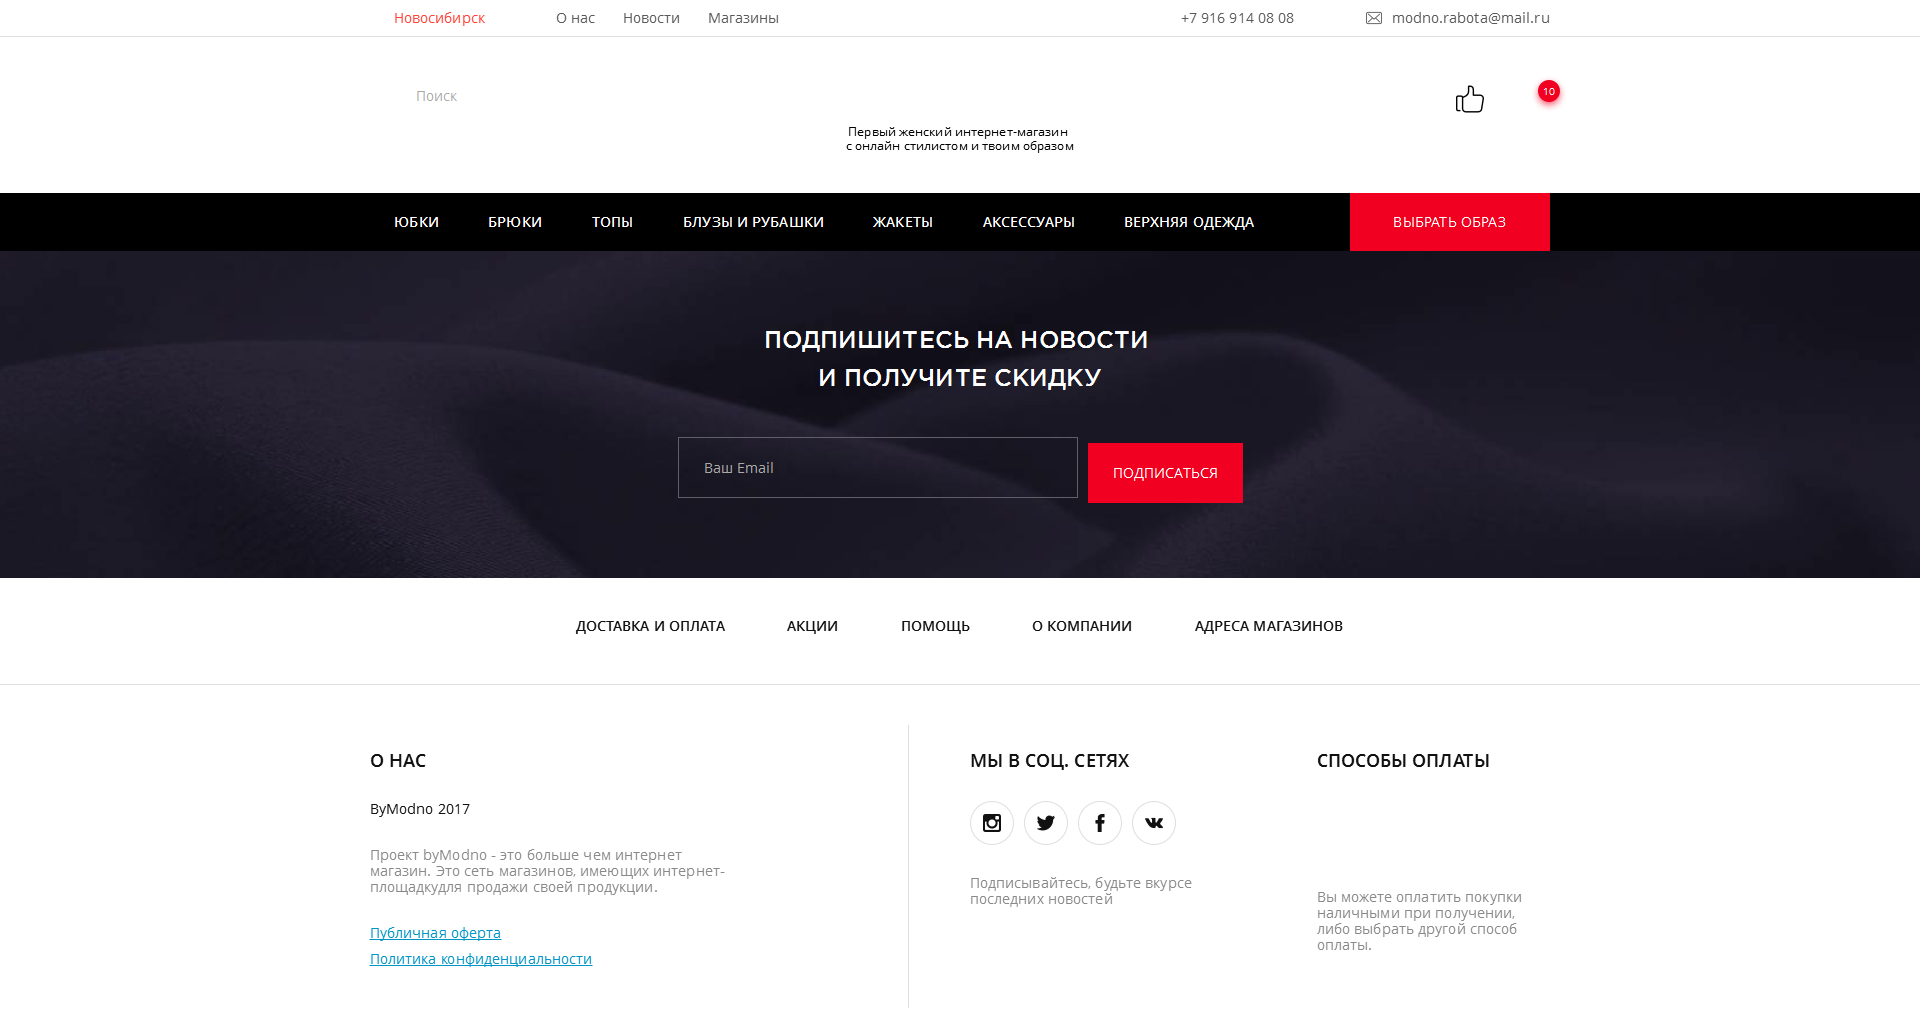 Новосибирск О нас Новости Магазины +7 916 914 08 08 modno.rabota@mail.ru
Поиск
10
Первый женский интернет-магазин
с онлайн стилистом и твоим образом
ЮБКИ БРЮКИ ТОПЫ БЛУЗЫ И РУБАШКИ ЖАКЕТЫ АКСЕССУАРЫ ВЕРХНЯЯ ОДЕЖДА ВЫБРАТЬ ОБРАЗ
ПОДПИШИТЕСЬ НА НОВОСТИ
И ПОЛУЧИТЕ СКИДКУ
Ваш Email
ПОДПИСАТЬСЯ
ДОСТАВКА И ОПЛАТА АКЦИИ ПОМОЩЬ О КОМПАНИИ АДРЕСА МАГАЗИНОВ
О НАС
ByModno 2017
Проект byModno - это больше чем интернет
магазин. Это сеть магазинов, имеющих интернет-
площадкудля продажи своей продукции.
Публичная оферта
Политика конфиденциальности
МЫ В СОЦ. СЕТЯХ
Подписывайтесь, будьте вкурсе
последних новостей
СПОСОБЫ ОПЛАТЫ
Вы можете оплатить покупки
наличными при получении,
либо выбрать другой способ
оплаты.